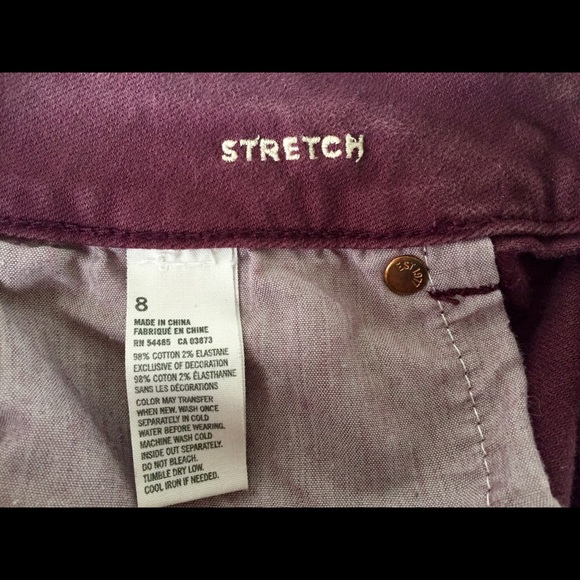 STRETCH
8
MADE IN CHINA
FABRIQUÉ EN CHINE
RN 54485 CA 03873
98% COTTON 2% ELASTANE
EXCLUSIVE OF DECORATION
98% COTON 2% ÉLASTHANNE
SANS LES DÉCORATIONS
COLOR MAY TRANSFER
WHEN NEW. WASH ONCE
SEPARATELY IN COLD
WATER BEFORE WEARING.
MACHINE WASH COLD
INSIDE OUT SEPARATELY.
DO NOT BLEACH.
TUMBLE DRY LOW.
COOL IRON IF NEEDED.
EST.1977